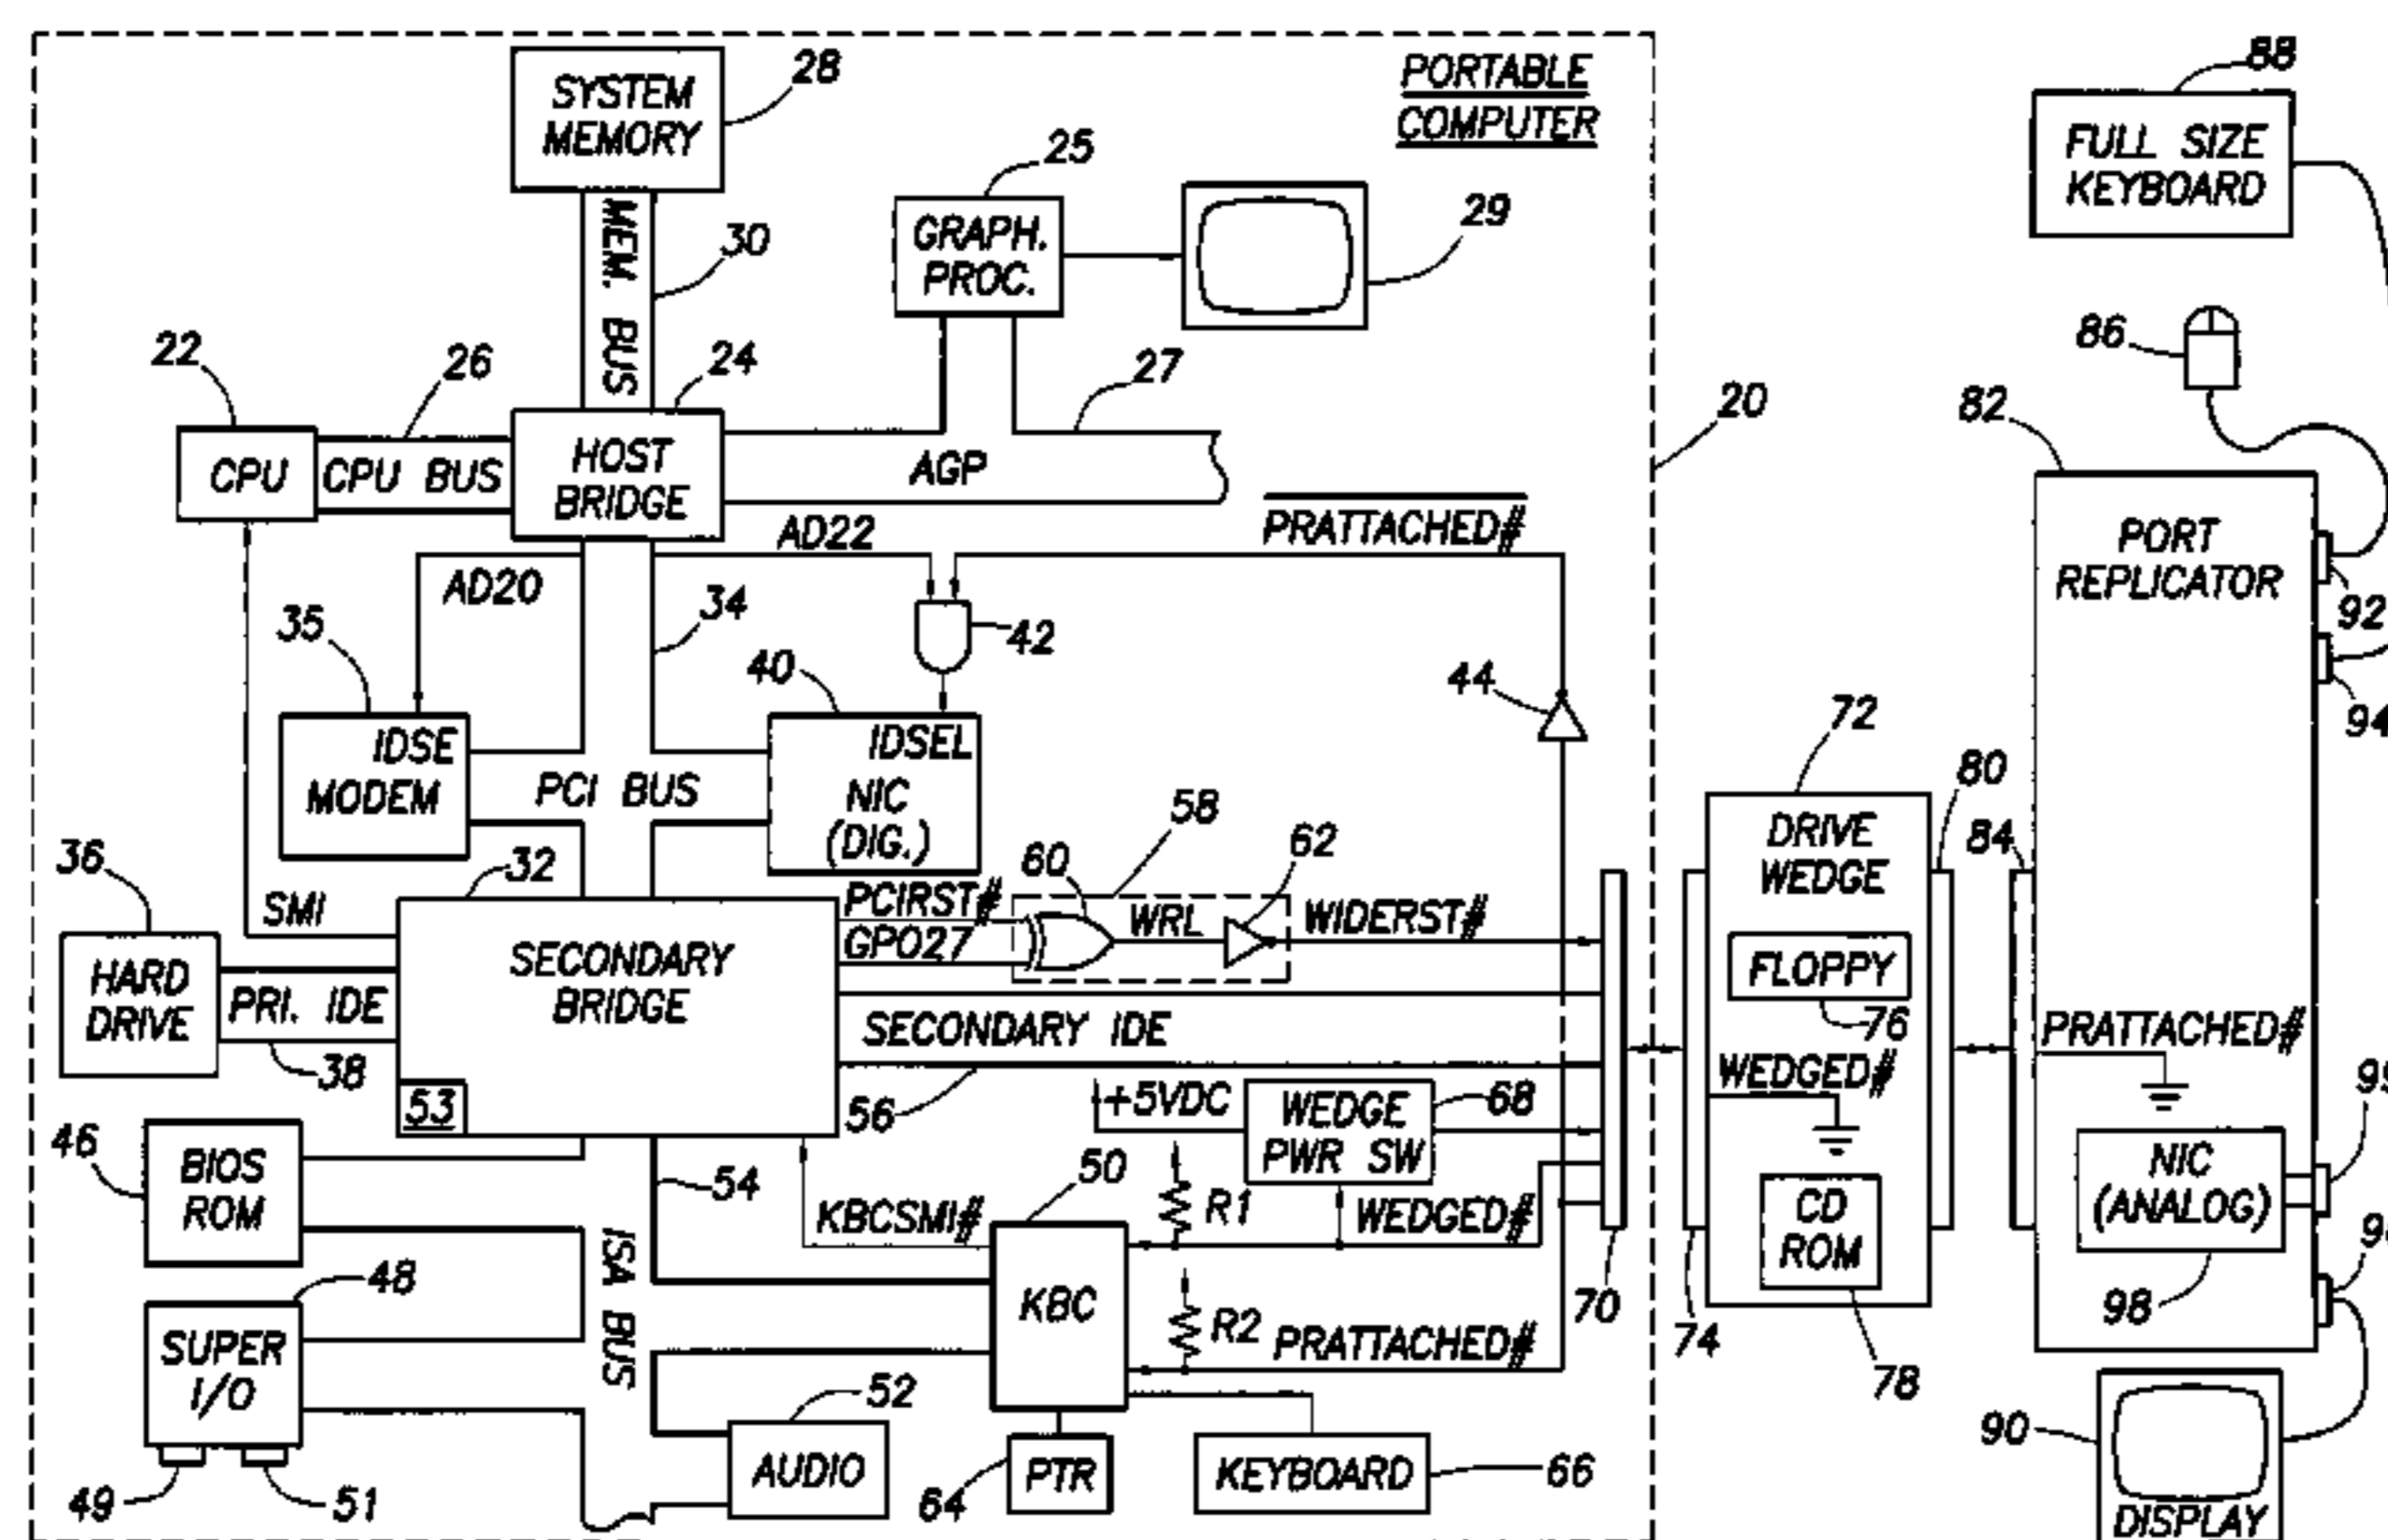 PORTABLE
COMPUTER
SYSTEM
MEMORY
28
88
FULL SIZE
KEYBOARD
25
GRAPH.
PROC.
29
MEM. BUS
30
86
22
26
24
27
20
82
CPU
CPU BUS
HOST
BRIDGE
AGP
PORT
REPLICATOR
AD22
PRATTACHED#
AD20
34
35
42
92
40
44
94
72
IDSE
MODEM
PCI BUS
IDSEL
NIC
(DIG.)
58
80
DRIVE
WEDGE
84
36
32
60
62
SMI
PCIRST#
GPO27
WRL
WIDERST#
HARD
DRIVE
PRI. IDE
SECONDARY
BRIDGE
FLOPPY
76
38
SECONDARY IDE
PRATTACHED#
WEDGED#
53
56
+5VDC
WEDGE
PWR SW
68
46
BIOS
ROM
54
50
NIC
(ANALOG)
KBCSMI#
R1
WEDGED#
CD
ROM
ISA BUS
48
KBC
70
98
SUPER
I/O
R2
PRATTACHED#
74
78
52
90
AUDIO
PTR
KEYBOARD
66
49
51
64
DISPLAY